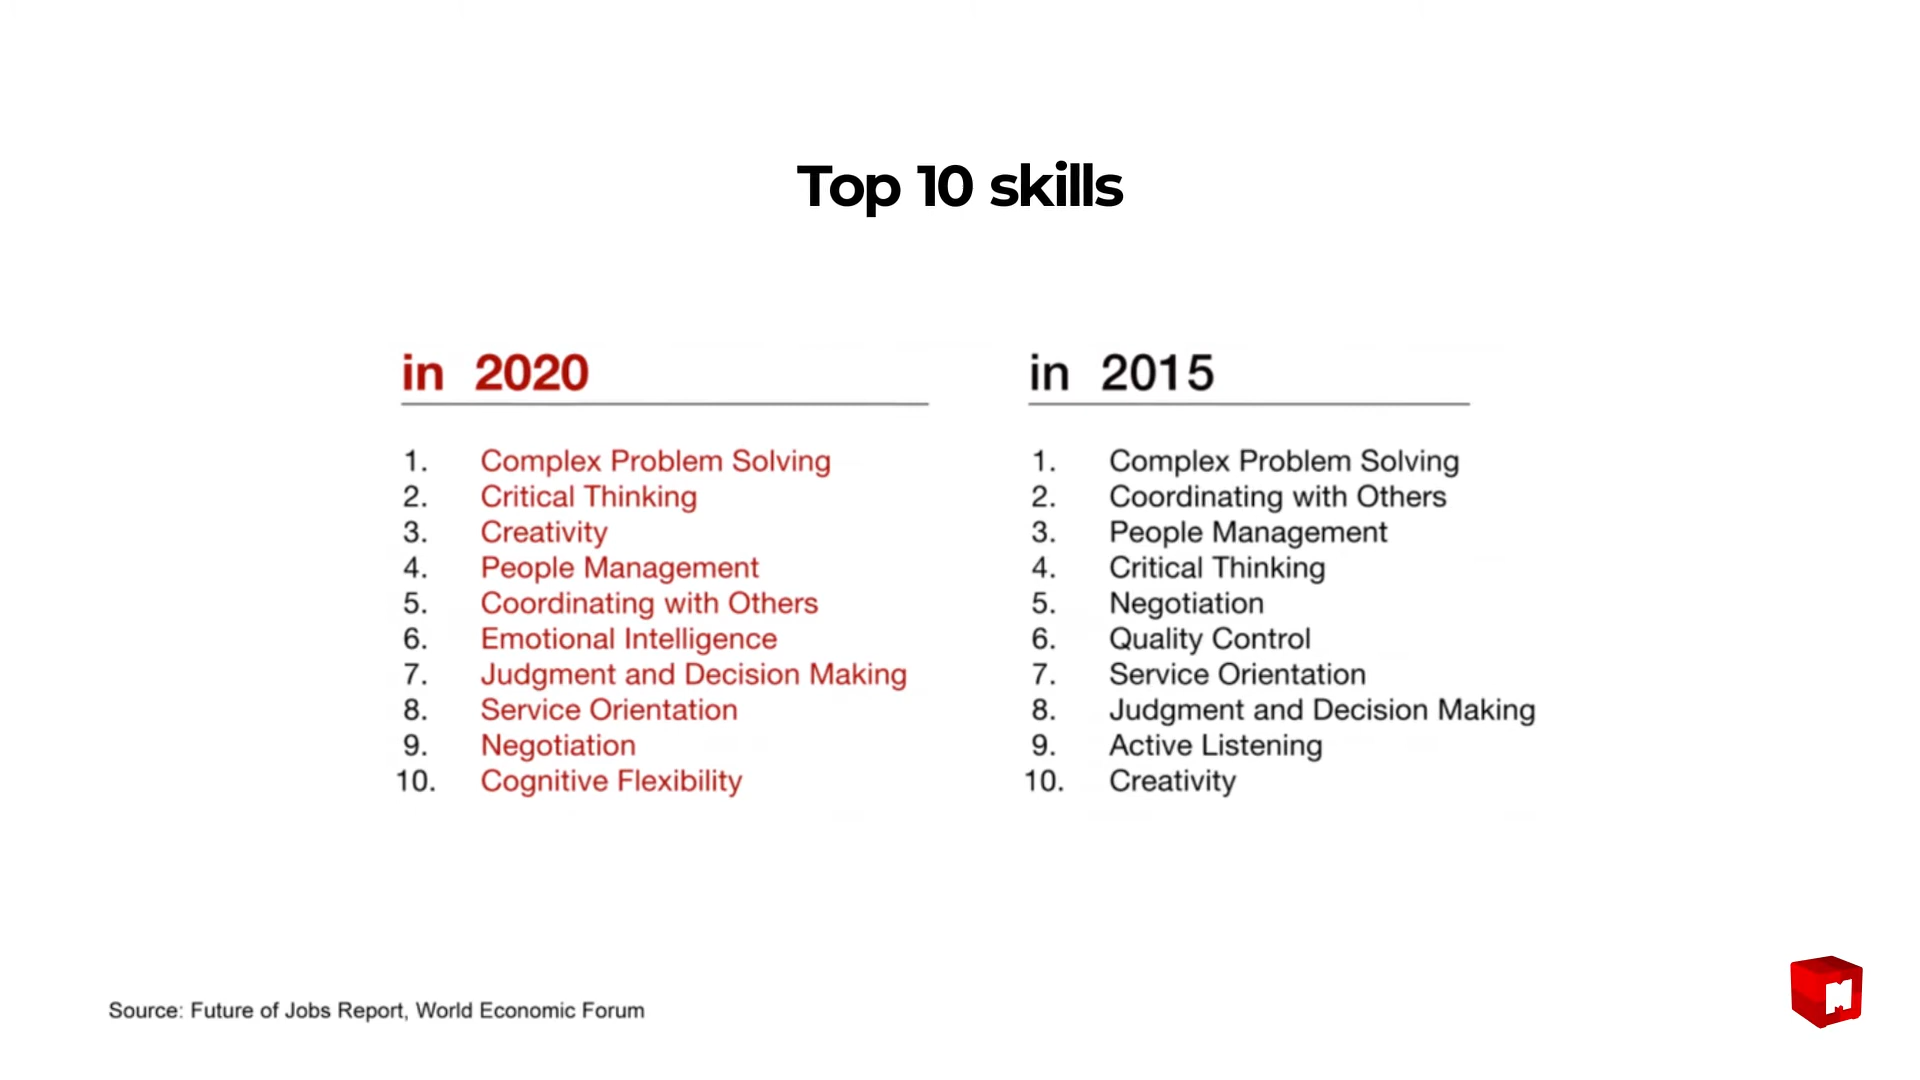 Top 10 skills
in 2020
1. Complex Problem Solving
2. Critical Thinking
3. Creativity
4. People Management
5. Coordinating with Others
6. Emotional Intelligence
7. Judgment and Decision Making
8. Service Orientation
9. Negotiation
10. Cognitive Flexibility
in 2015
1. Complex Problem Solving
2. Coordinating with Others
3. People Management
4. Critical Thinking
5. Negotiation
6. Quality Control
7. Service Orientation
8. Judgment and Decision Making
9. Active Listening
10. Creativity
Source: Future of Jobs Report, World Economic Forum
M